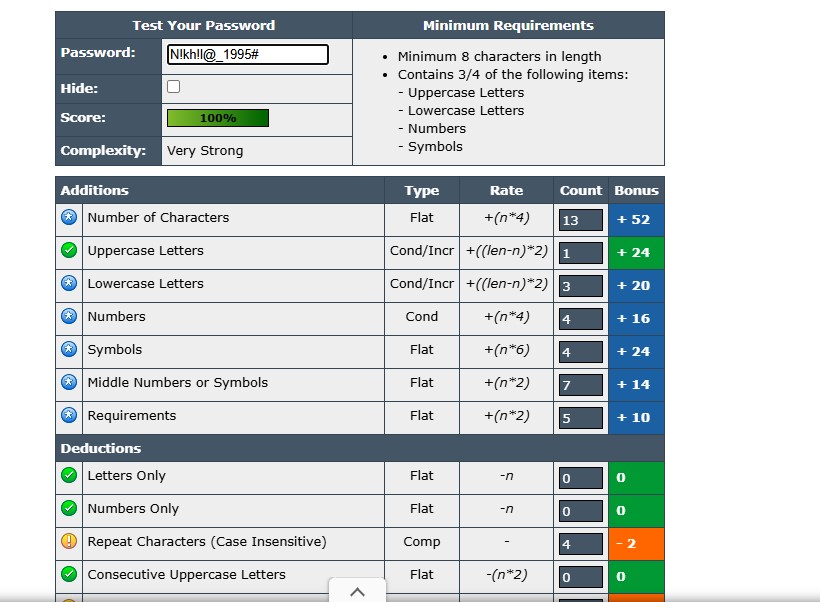 Test Your Password
Minimum Requirements
Password: N!kh!l@_1995#
• Minimum 8 characters in length
• Contains 3/4 of the following items:
- Uppercase Letters
- Lowercase Letters
- Numbers
- Symbols
Hide:
Score: 100%
Complexity: Very Strong
Additions Type Rate Count Bonus
Number of Characters Flat +(n*4) 13 + 52
Uppercase Letters Cond/Incr +((len-n)*2) 1 + 24
Lowercase Letters Cond/Incr +((len-n)*2) 3 + 20
Numbers Cond +(n*4) 4 + 16
Symbols Flat +(n*6) 4 + 24
Middle Numbers or Symbols Flat +(n*2) 7 + 14
Requirements Flat +(n*2) 5 + 10
Deductions
Letters Only Flat -n 0 0
Numbers Only Flat -n 0 0
Repeat Characters (Case Insensitive) Comp - 4 - 2
Consecutive Uppercase Letters Flat -(n*2) 0 0